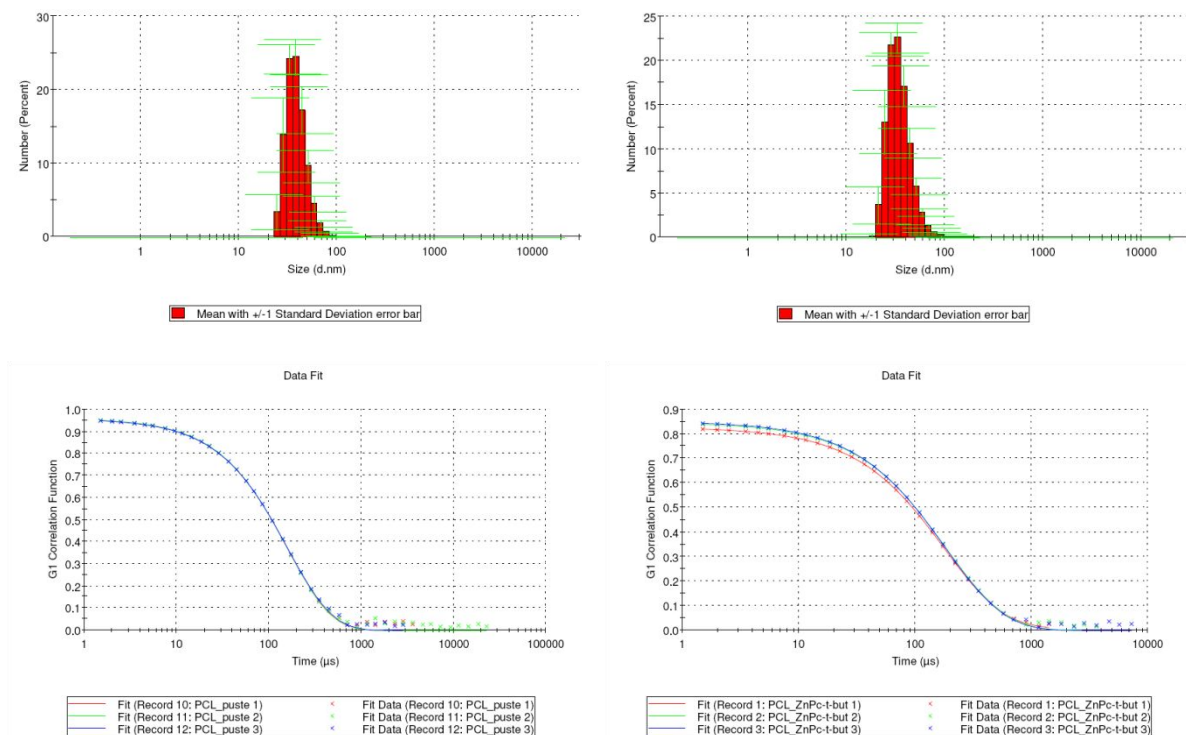 30
20
10
0
Number (Percent)
1 10 100 1000 10000
Size (d.nm)
Mean with +/-1 Standard Deviation error bar
25
20
15
10
5
0
Number (Percent)
1 10 100 1000 10000
Size (d.nm)
Mean with +/-1 Standard Deviation error bar
Data Fit
1.0
0.9
0.8
0.7
0.6
0.5
0.4
0.3
0.2
0.1
0.0
G1 Correlation Function
1 10 100 1000 10000 100000
Time (µs)
Fit (Record 10: PCL_puste 1) Fit Data (Record 10: PCL_puste 1)
Fit (Record 11: PCL_puste 2) Fit Data (Record 11: PCL_puste 2)
Fit (Record 12: PCL_puste 3) Fit Data (Record 12: PCL_puste 3)
Data Fit
0.9
0.8
0.7
0.6
0.5
0.4
0.3
0.2
0.1
0.0
G1 Correlation Function
1 10 100 1000 10000
Time (µs)
Fit (Record 1: PCL_ZnPc-t-but 1) Fit Data (Record 1: PCL_ZnPc-t-but 1)
Fit (Record 2: PCL_ZnPc-t-but 2) Fit Data (Record 2: PCL_ZnPc-t-but 2)
Fit (Record 3: PCL_ZnPc-t-but 3) Fit Data (Record 3: PCL_ZnPc-t-but 3)